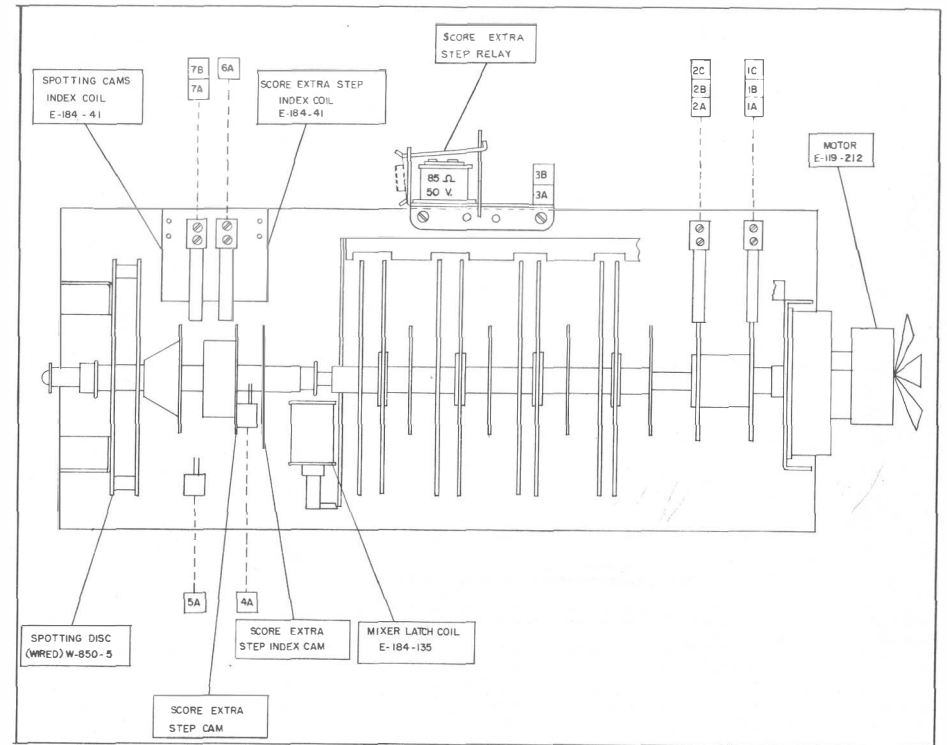 SCORE EXTRA
STEP RELAY
7B
7A
6A
2C
2B
2A
1C
1B
1A
SPOTTING CAMS
INDEX COIL
E-184-41
SCORE EXTRA STEP
INDEX COIL
E-184-41
MOTOR
E-119-212
85 Ω
50 V.
3B
3A
5A
4A
SPOTTING DISC
(WIRED) W-850-5
SCORE EXTRA
STEP INDEX CAM
MIXER LATCH COIL
E-184-135
SCORE EXTRA
STEP CAM